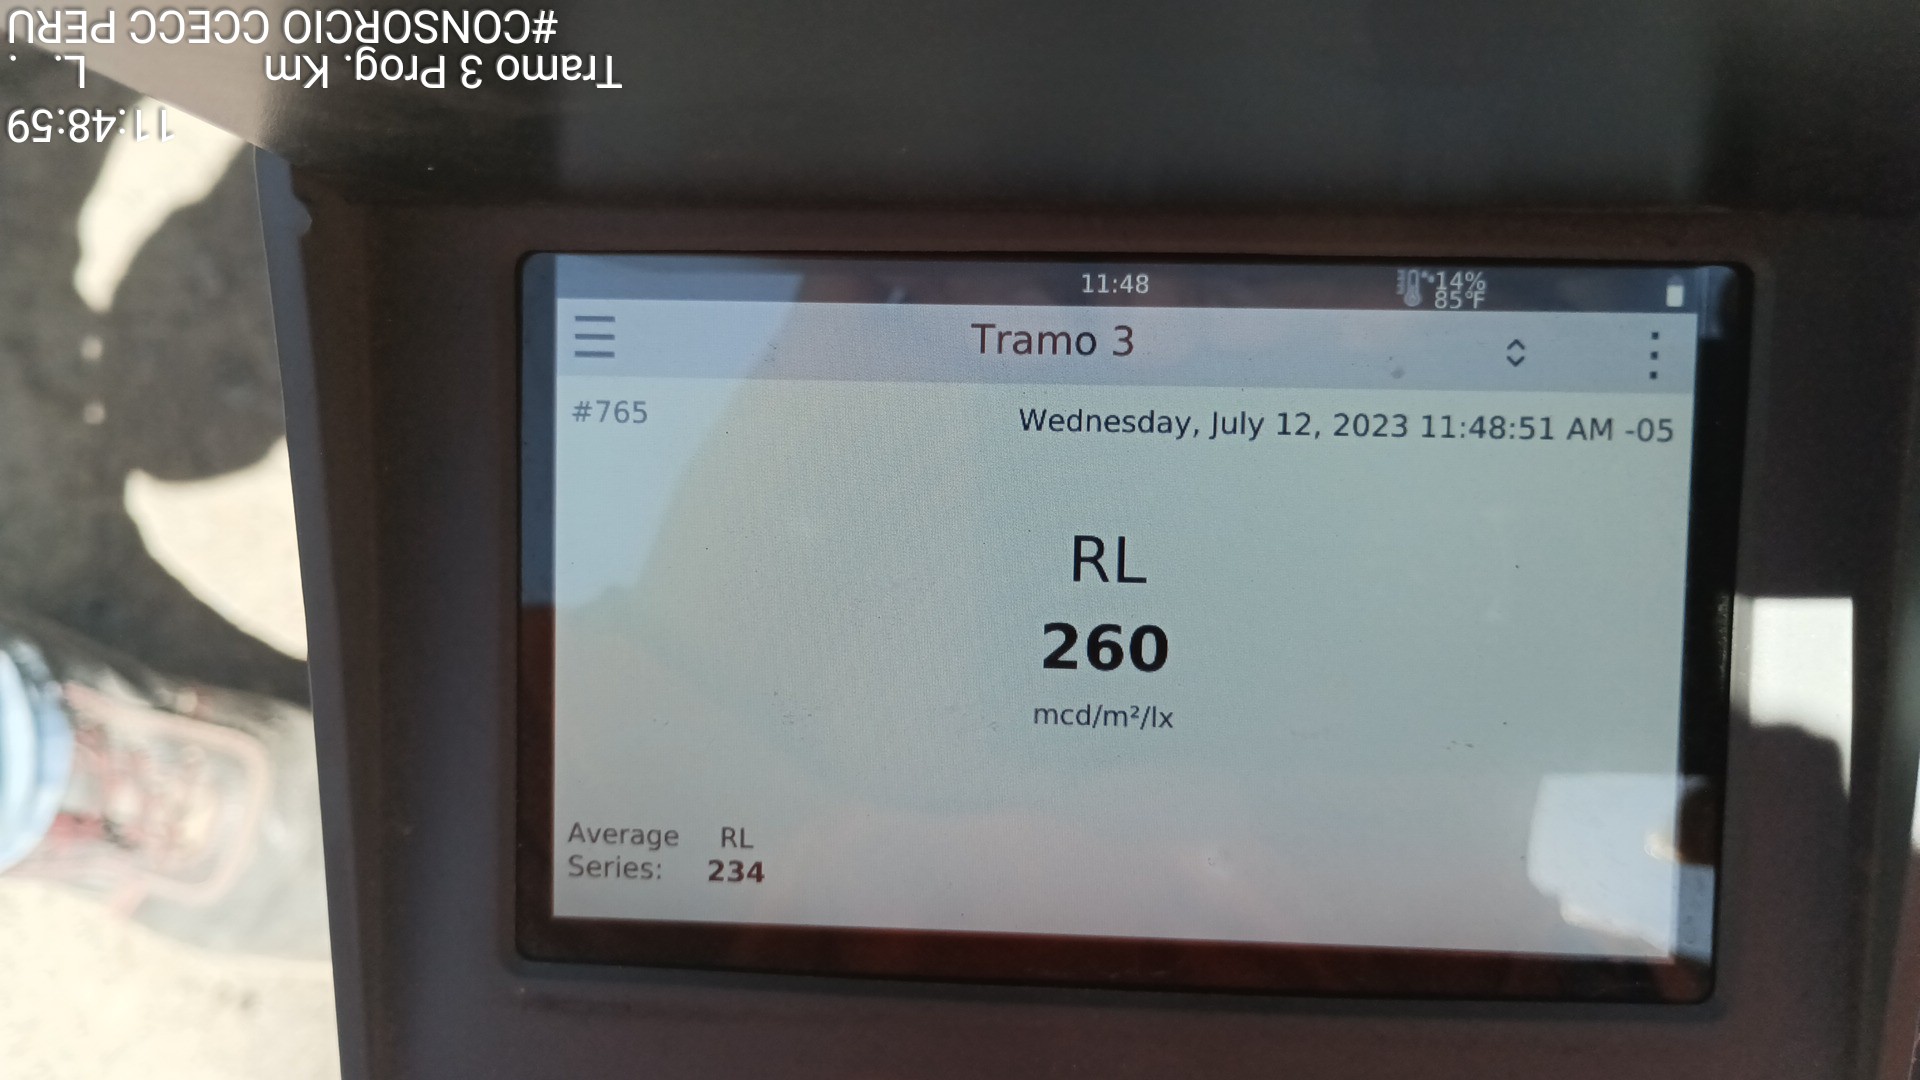 11:48 14%
85°F
Tramo 3
#765 Wednesday, July 12, 2023 11:48:51 AM -05
RL
260
mcd/m²/lx
Average RL
Series: 234
11:48:59
Tramo 3 Prog. Km L. .
#CONSORCIO CCECC PERU